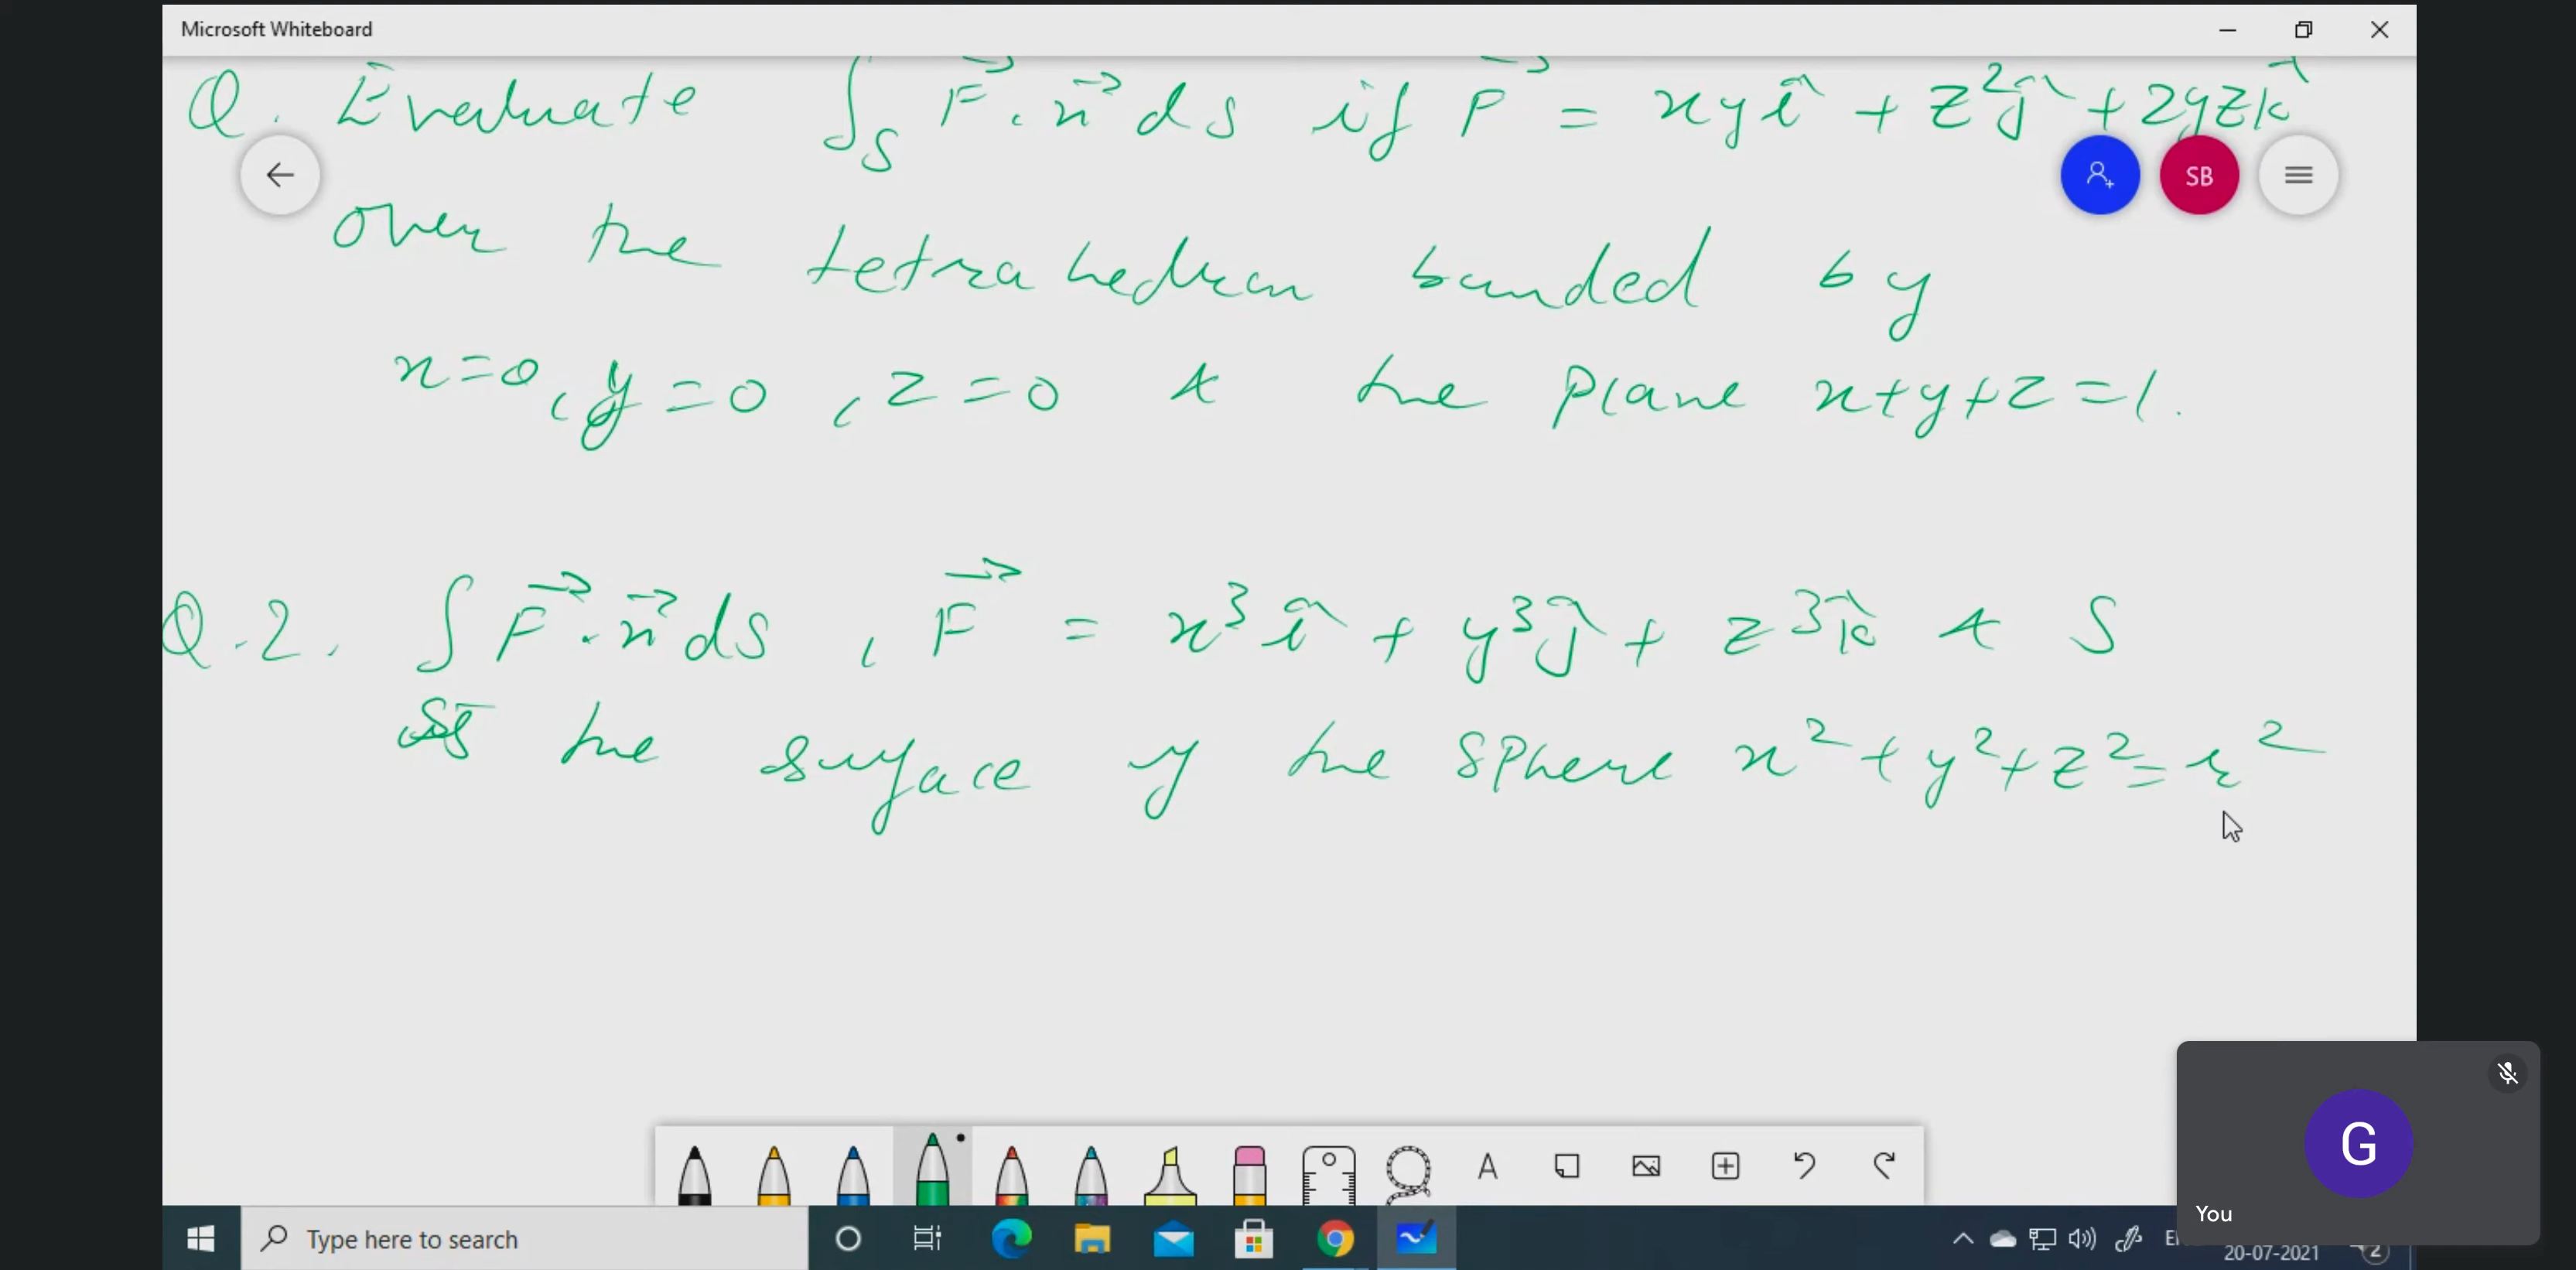 Microsoft Whiteboard
Q. Evaluate ∫_S F⃗ . n⃗ ds if F⃗ = xy î + z² ĵ + 2yz k̂
SB
over the tetrahedron bounded by
x=0, y=0, z=0 & the plane x+y+z=1.
Q.2. ∫ F⃗ . n⃗ ds, F⃗ = x³ î + y³ ĵ + z³ k̂ & S
the surface of the sphere x²+y²+z²=r²
G
You
A
Type here to search
20-07-2021
2